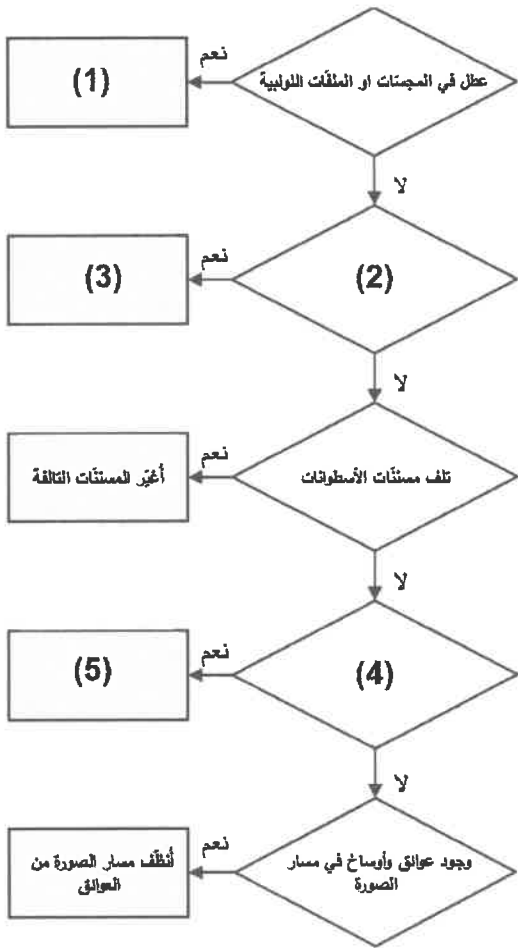 عطل في المجسّات او الملفّات اللولبية
نعم
(1)
لا
(2)
نعم
(3)
لا
تلف مسنّنات الأسطوانات
نعم
أُغيّر المسنّنات التالفة
لا
(4)
نعم
(5)
لا
وجود عوائق وأوساخ في مسار
الصورة
نعم
أُنظّف مسار الصورة من
العوائق